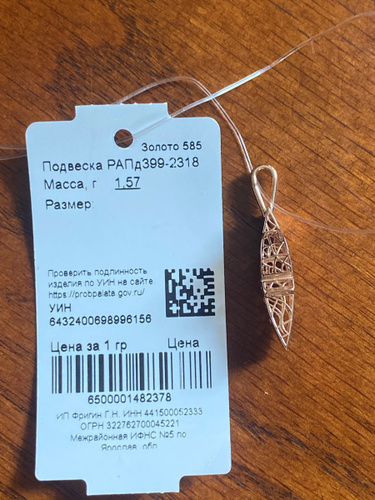 Золото 585
Подвеска РАПд399-2318
Масса, г 1.57
Размер:
Проверить подлинность
изделия по УИН на сайте
https://probpalata.gov.ru/
УИН
6432400698996156
Цена за 1 гр Цена
6500001482378
ИП Фригин Г.Н. ИНН 441500052333
ОГРН 322762700045221
Межрайонная ИФНС №5 по
Ярослав. обл.